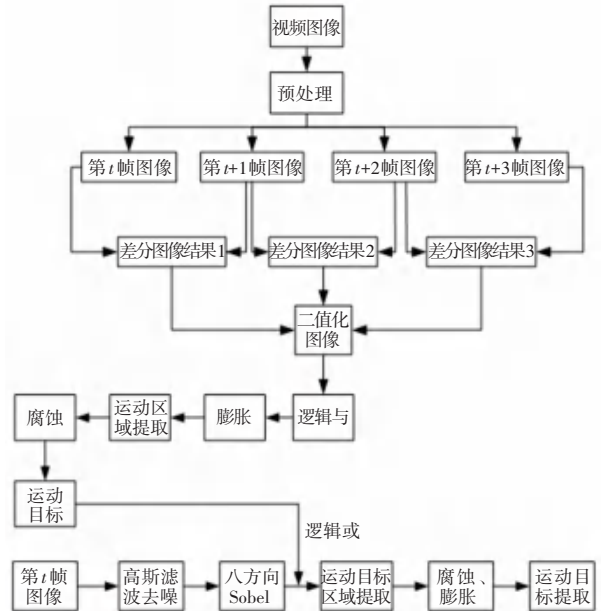 视频图像
预处理
第t帧图像
第t+1帧图像
第t+2帧图像
第t+3帧图像
差分图像结果1
差分图像结果2
差分图像结果3
二值化
图像
腐蚀
运动区
域提取
膨胀
逻辑与
运动
目标
逻辑或
第t帧
图像
高斯滤
波去噪
八方向
Sobel
运动目标
区域提取
腐蚀、
膨胀
运动目
标提取